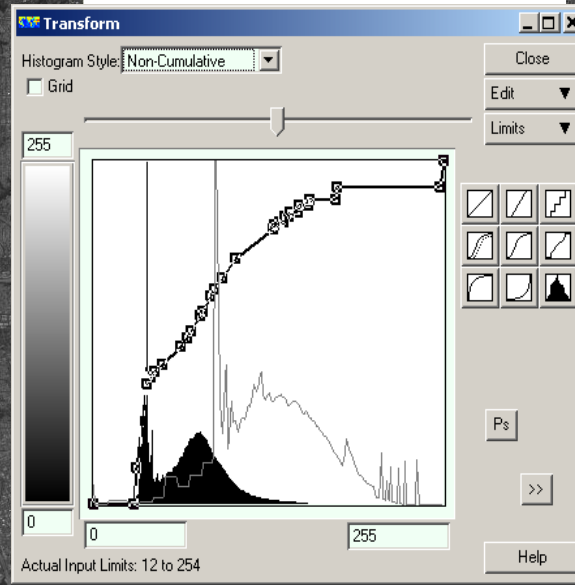 Transform
Histogram Style: Non-Cumulative
Close
Grid
Edit
Limits
255
Ps
>>
0
0
255
Actual Input Limits: 12 to 254
Help